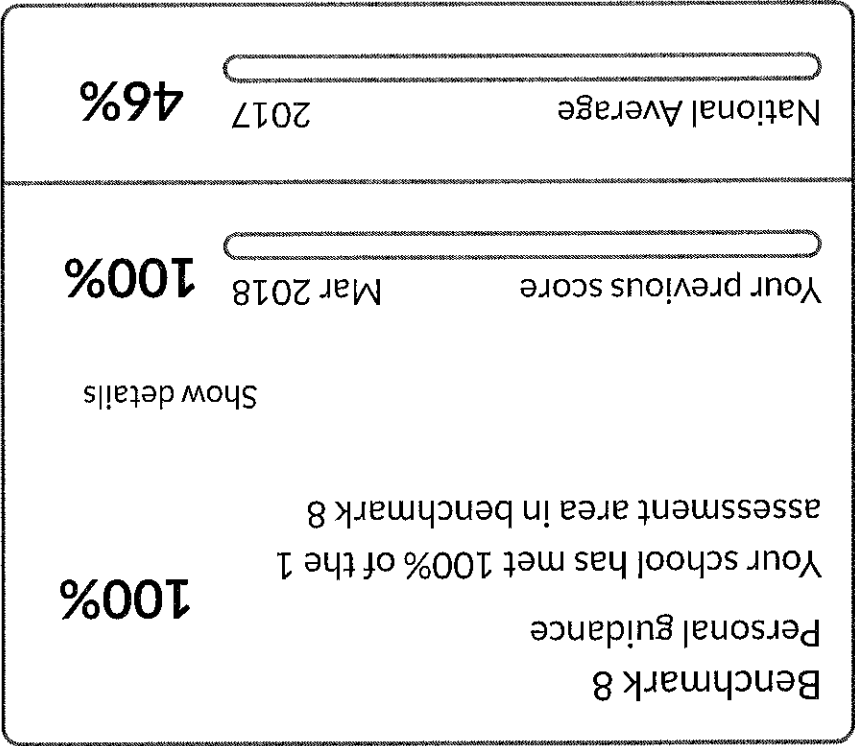 Benchmark 8
Personal guidance
Your school has met 100% of the 1
assessment area in benchmark 8
100%
Show details
Your previous score Mar 2018 100%
National Average 2017 46%